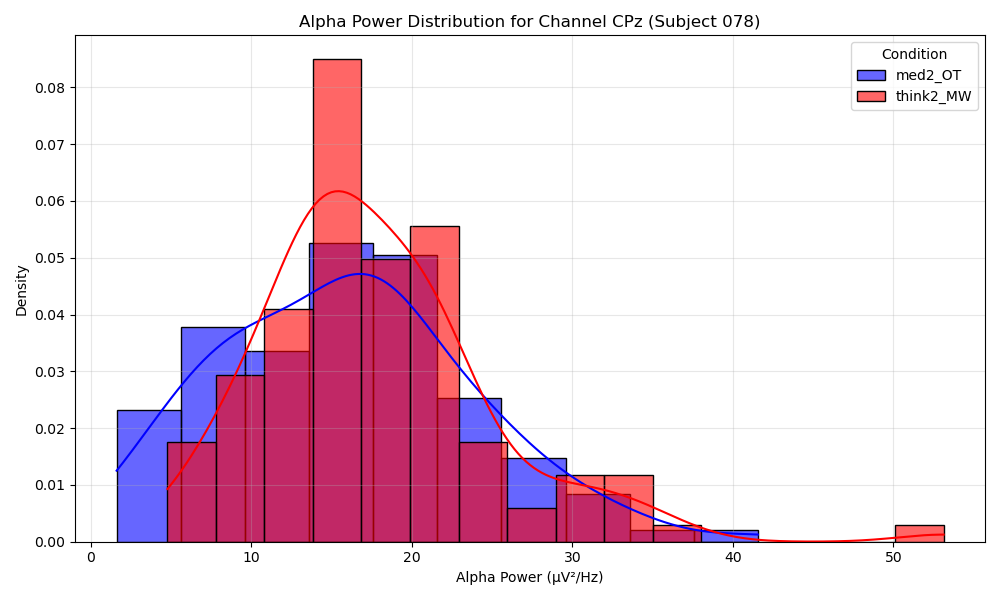 Alpha Power Distribution for Channel CPz (Subject 078)
Condition
med2_OT
think2_MW
Density
0.08
0.07
0.06
0.05
0.04
0.03
0.02
0.01
0.00
0 10 20 30 40 50
Alpha Power (µV²/Hz)